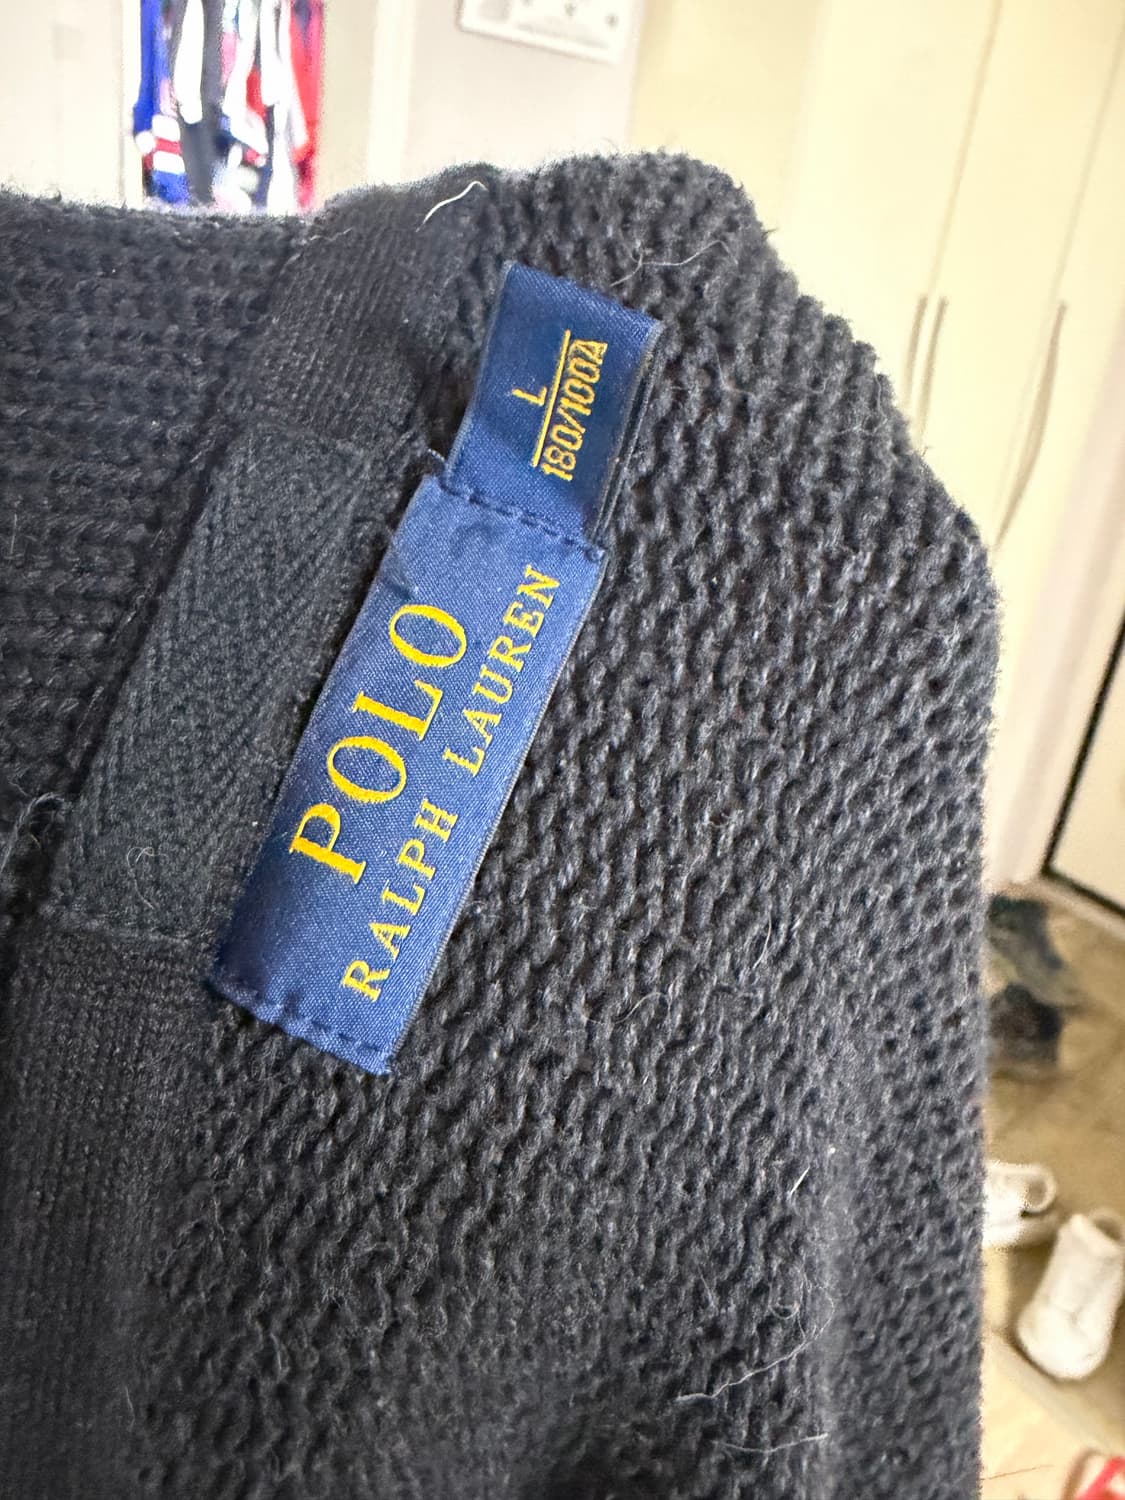 L
180/100A
POLO
RALPH LAUREN